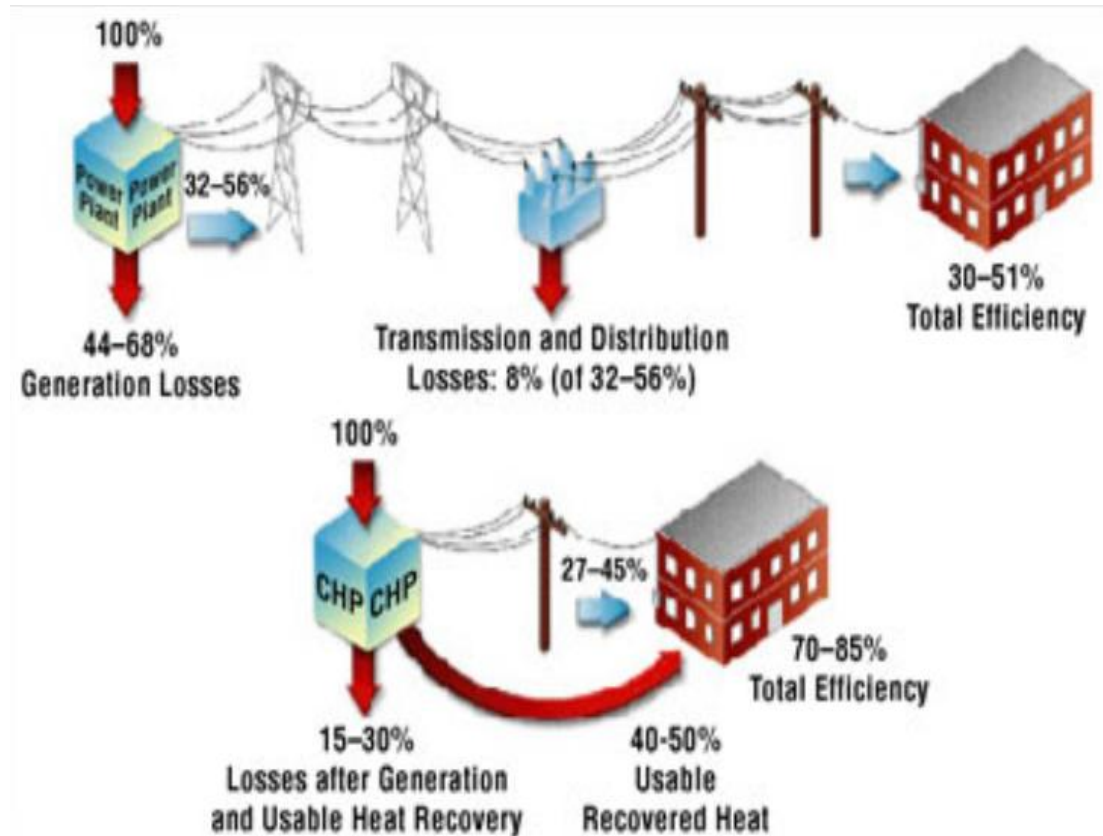 100%
Power Plant
Power Plant
32–56%
44–68%
Generation Losses
Transmission and Distribution
Losses: 8% (of 32–56%)
30–51%
Total Efficiency
100%
CHP
CHP
27–45%
70–85%
Total Efficiency
15–30%
Losses after Generation
and Usable Heat Recovery
40-50%
Usable
Recovered Heat